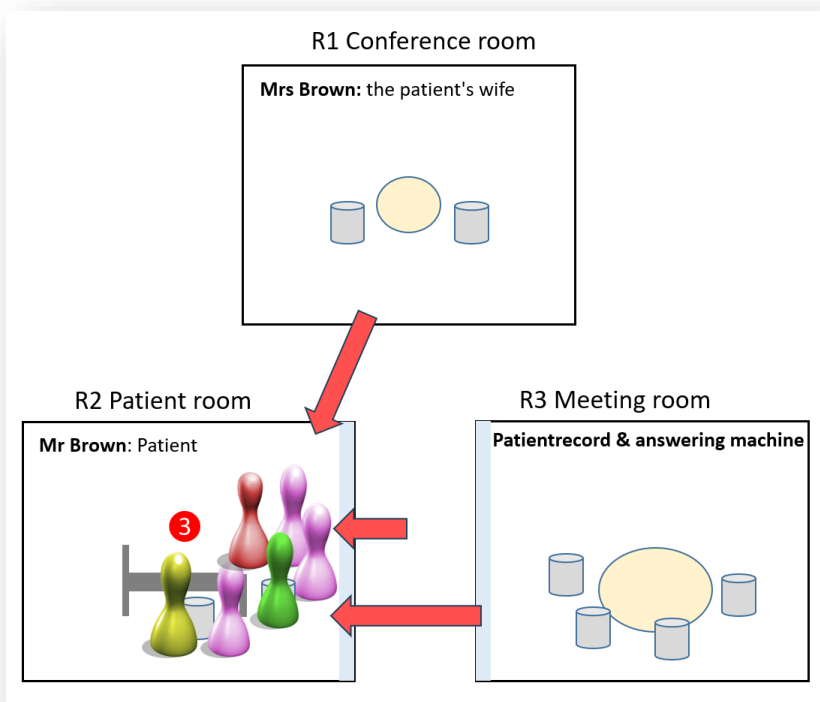 R1 Conference room
Mrs Brown: the patient's wife
R2 Patient room
Mr Brown: Patient
3
R3 Meeting room
Patientrecord & answering machine